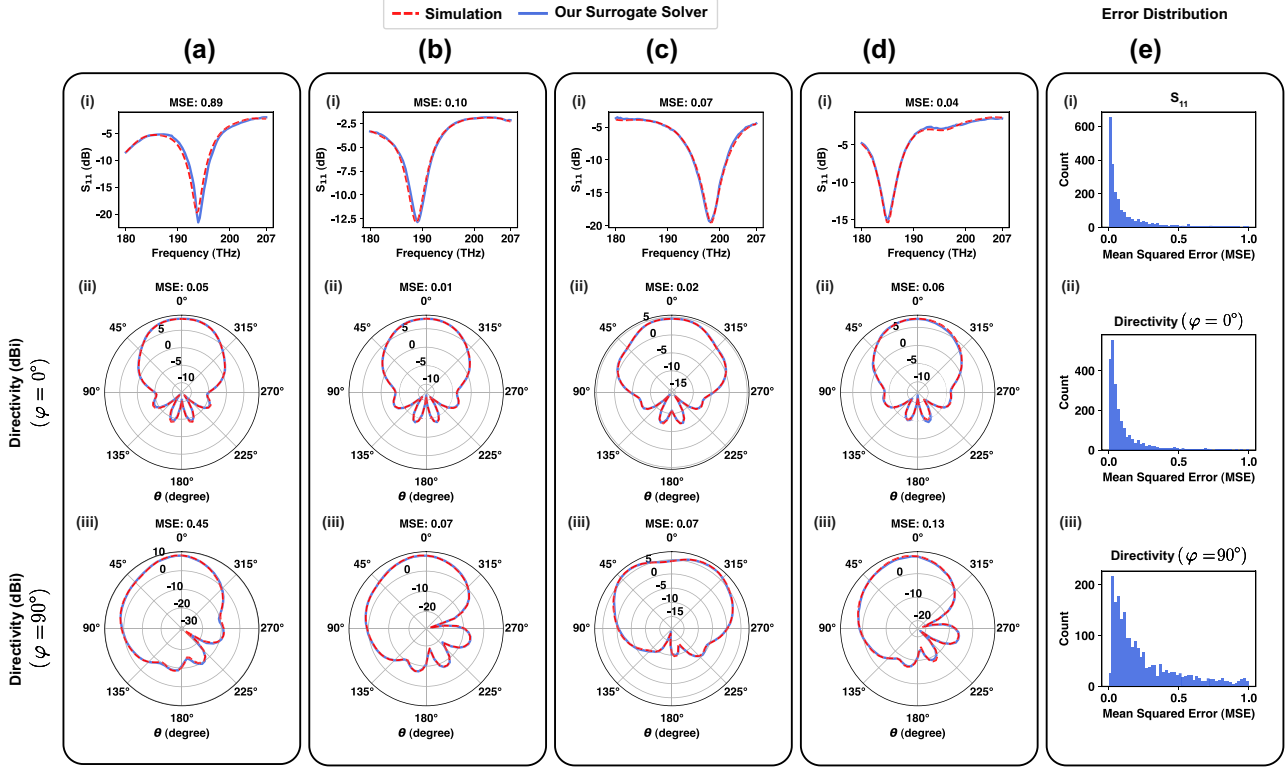 Simulation
Our Surrogate Solver
Error Distribution
(a)
(b)
(c)
(d)
(e)
(i)
MSE: 0.89
S11 (dB)
-5
-10
-15
-20
180
190
200
207
Frequency (THz)
(i)
MSE: 0.10
S11 (dB)
-2.5
-5.0
-7.5
-10.0
-12.5
180
190
200
207
Frequency (THz)
(i)
MSE: 0.07
S11 (dB)
-5
-10
-15
-20
180
190
200
207
Frequency (THz)
(i)
MSE: 0.04
S11 (dB)
-5
-10
-15
180
190
200
207
Frequency (THz)
(i)
S11
Count
600
400
200
0
0.0
0.5
1.0
Mean Squared Error (MSE)
Directivity (dBi)
(φ = 0°)
(ii)
MSE: 0.05
0°
45°
315°
5
0
-5
-10
90°
270°
135°
225°
180°
θ (degree)
(ii)
MSE: 0.01
0°
45°
315°
5
0
-5
-10
90°
270°
135°
225°
180°
θ (degree)
(ii)
MSE: 0.02
0°
45°
315°
5
0
-5
-10
-15
90°
270°
135°
225°
180°
θ (degree)
(ii)
MSE: 0.06
0°
45°
315°
5
0
-5
-10
90°
270°
135°
225°
180°
θ (degree)
(ii)
Directivity (φ = 0°)
Count
400
200
0
0.0
0.5
1.0
Mean Squared Error (MSE)
Directivity (dBi)
(φ = 90°)
(iii)
MSE: 0.45
0°
45°
315°
10
0
-10
-20
-30
90°
270°
135°
225°
180°
θ (degree)
(iii)
MSE: 0.07
0°
45°
315°
0
-10
-20
90°
270°
135°
225°
180°
θ (degree)
(iii)
MSE: 0.07
0°
45°
315°
5
0
-5
-10
-15
90°
270°
135°
225°
180°
θ (degree)
(iii)
MSE: 0.13
0°
45°
315°
0
-10
-20
90°
270°
135°
225°
180°
θ (degree)
(iii)
Directivity (φ = 90°)
Count
200
100
0
0.0
0.5
1.0
Mean Squared Error (MSE)